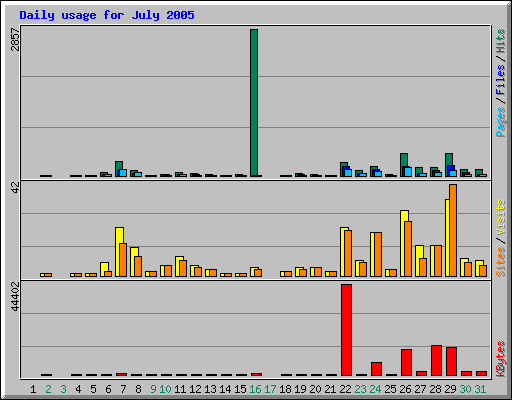 Daily usage for July 2005
2857
Pages / Files / Hits
42
Sites / Visits
44402
KBytes
1 2 3 4 5 6 7 8 9 10 11 12 13 14 15 16 17 18 19 20 21 22 23 24 25 26 27 28 29 30 31